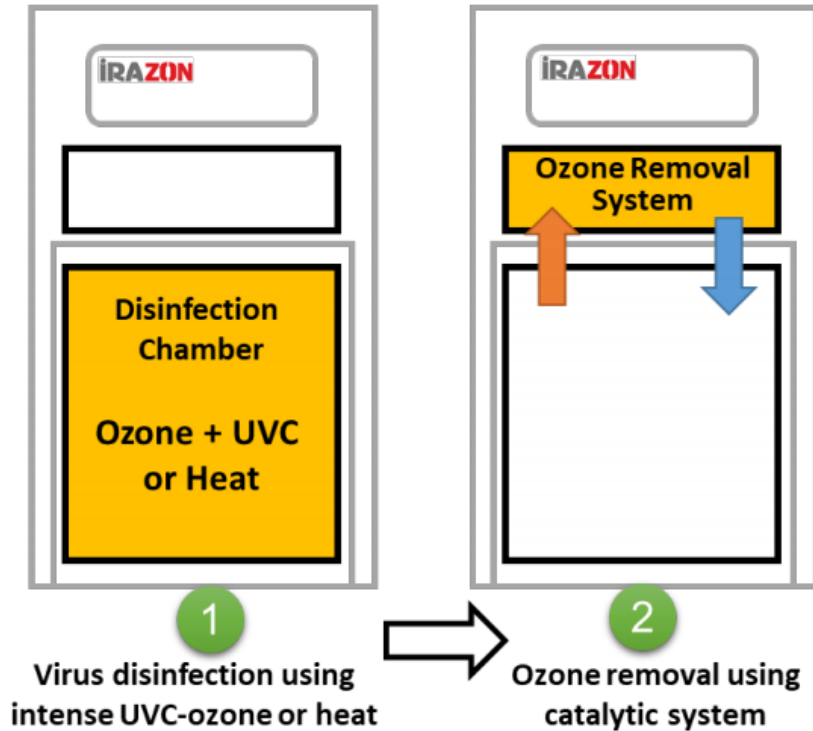 iRAZON
Disinfection
Chamber
Ozone + UVC
or Heat
1
Virus disinfection using
intense UVC-ozone or heat
iRAZON
Ozone Removal
System
2
Ozone removal using
catalytic system